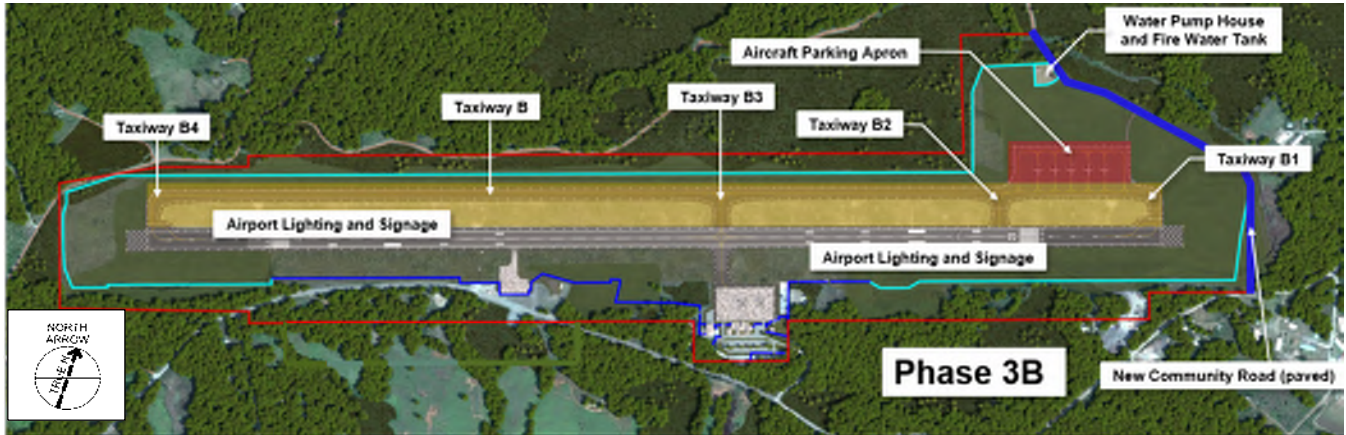 Water Pump House
and Fire Water Tank
Aircraft Parking Apron
Taxiway B3
Taxiway B
Taxiway B4
Taxiway B2
Taxiway B1
Airport Lighting and Signage
Airport Lighting and Signage
NORTH
ARROW
TRUE N
Phase 3B
New Community Road (paved)